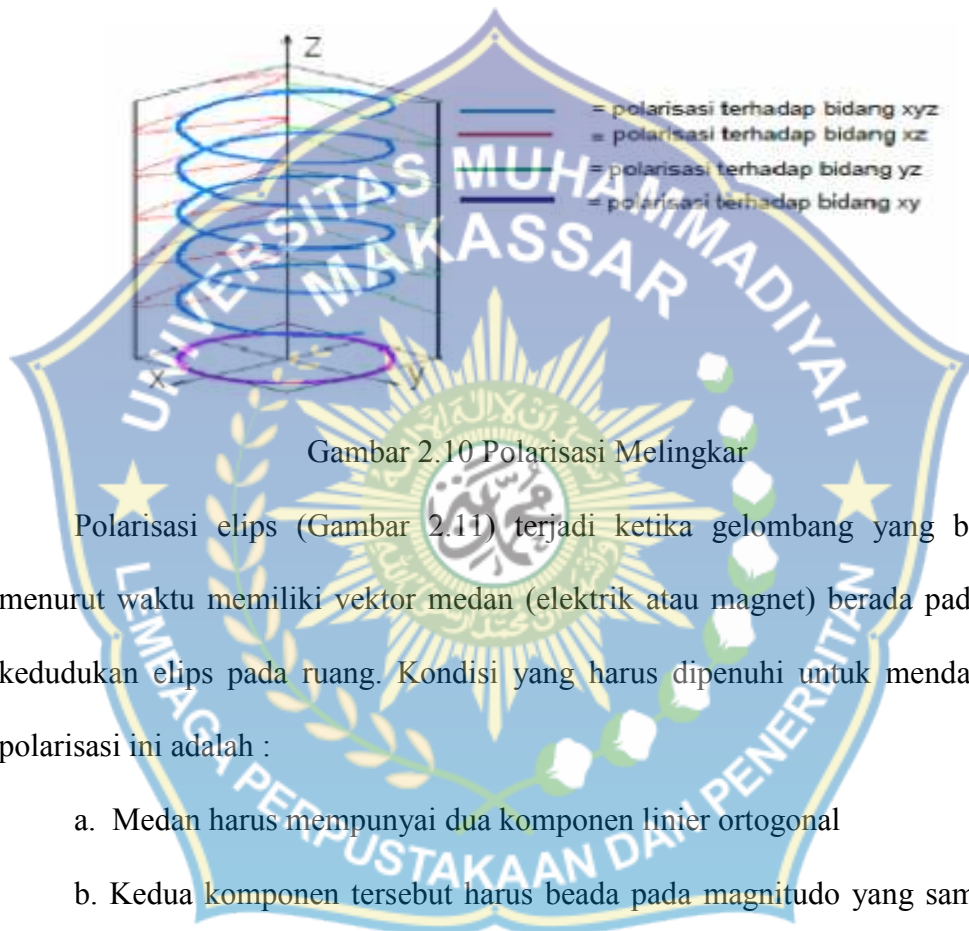 Z
= polarisasi terhadap bidang xyz
= polarisasi terhadap bidang xz
= polarisasi terhadap bidang yz
= polarisasi terhadap bidang xy
x
y
UNIVERSITAS MUHAMMADIYAH
MAKASSAR
Gambar 2.10 Polarisasi Melingkar
Polarisasi elips (Gambar 2.11) terjadi ketika gelombang yang b
menurut waktu memiliki vektor medan (elektrik atau magnet) berada pad
kedudukan elips pada ruang. Kondisi yang harus dipenuhi untuk menda
polarisasi ini adalah :
a. Medan harus mempunyai dua komponen linier ortogonal
b. Kedua komponen tersebut harus beada pada magnitudo yang sam
LEMBAGA PERPUSTAKAAN DAN PENERBITAN